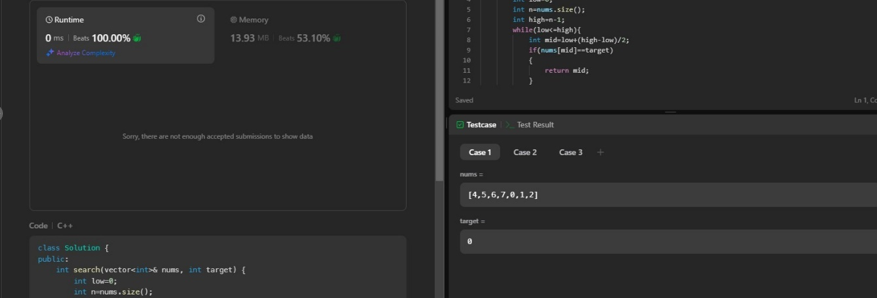 Runtime
0 ms | Beats 100.00%
Analyze Complexity
Memory
13.93 MB | Beats 53.10%
Sorry, there are not enough accepted submissions to show data
Code | C++
class Solution {
public:
    int search(vector<int>& nums, int target) {
        int low=0;
        int n=nums.size();
5 int n=nums.size();
6 int high=n-1;
7 while(low<=high){
8 int mid=low+(high-low)/2;
9 if(nums[mid]==target)
10 {
11 return mid;
12 }
Saved
Ln 1,
Testcase
>_ Test Result
Case 1
Case 2
Case 3
+
nums =
[4,5,6,7,0,1,2]
target =
0